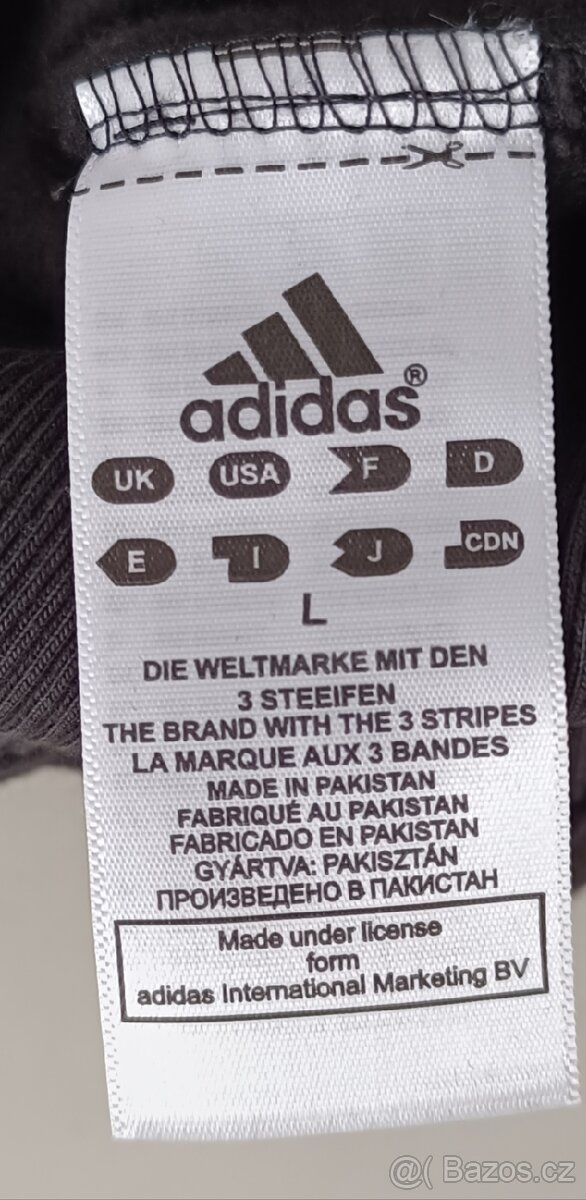 adidas®
UK USA F D
E I J CDN
L
DIE WELTMARKE MIT DEN
3 STEEIFEN
THE BRAND WITH THE 3 STRIPES
LA MARQUE AUX 3 BANDES
MADE IN PAKISTAN
FABRIQUÉ AU PAKISTAN
FABRICADO EN PAKISTAN
GYÁRTVA: PAKISZTÁN
ПРОИЗВЕДЕНО В ПАКИСТАН
Made under license
form
adidas International Marketing BV
@( Bazos.cz